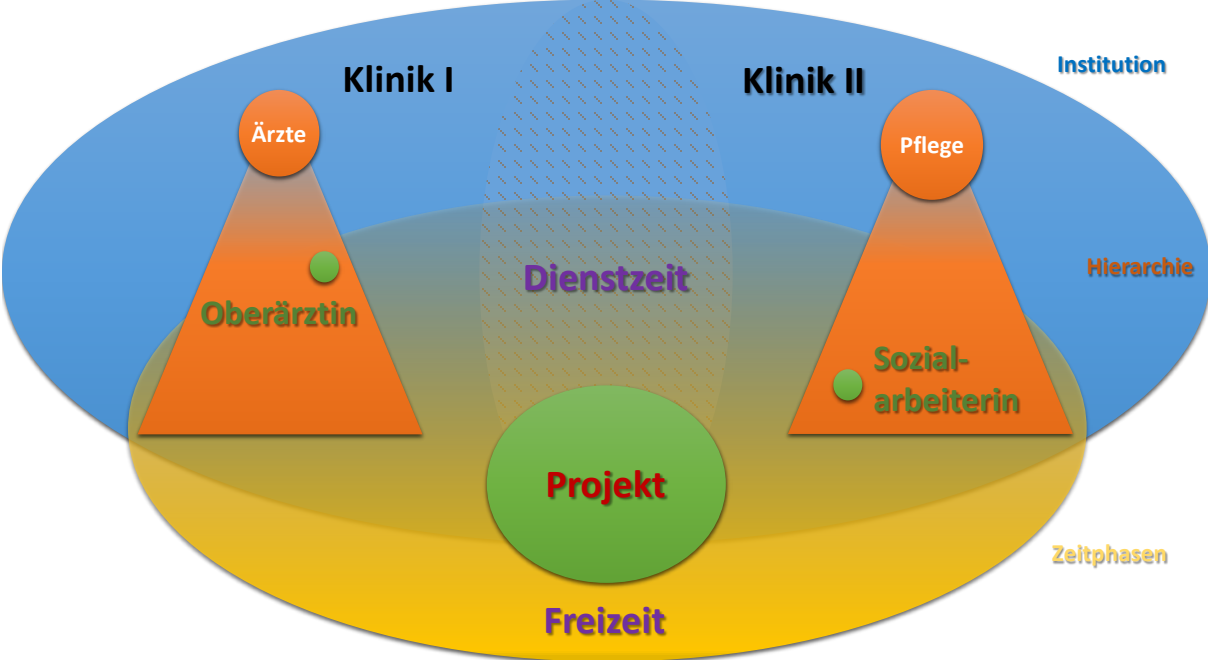 Klinik I
Klinik II
Institution
Ärzte
Pflege
Dienstzeit
Hierarchie
Oberärztin
Sozial-
arbeiterin
Projekt
Zeitphasen
Freizeit